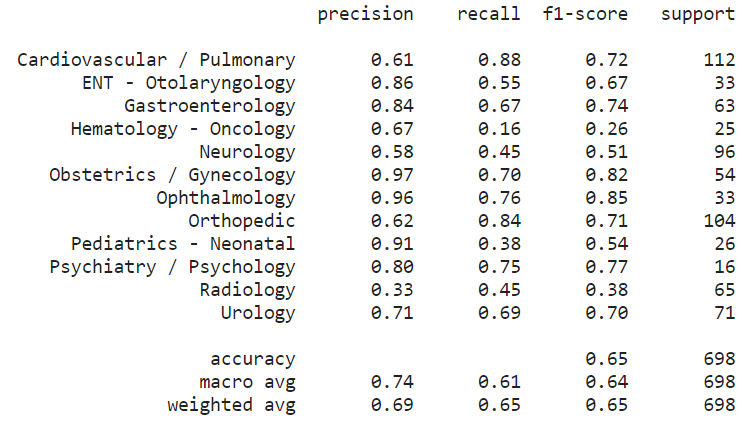 precision recall f1-score support
Cardiovascular / Pulmonary 0.61 0.88 0.72 112
ENT - Otolaryngology 0.86 0.55 0.67 33
Gastroenterology 0.84 0.67 0.74 63
Hematology - Oncology 0.67 0.16 0.26 25
Neurology 0.58 0.45 0.51 96
Obstetrics / Gynecology 0.97 0.70 0.82 54
Ophthalmology 0.96 0.76 0.85 33
Orthopedic 0.62 0.84 0.71 104
Pediatrics - Neonatal 0.91 0.38 0.54 26
Psychiatry / Psychology 0.80 0.75 0.77 16
Radiology 0.33 0.45 0.38 65
Urology 0.71 0.69 0.70 71
accuracy 0.65 698
macro avg 0.74 0.61 0.64 698
weighted avg 0.69 0.65 0.65 698